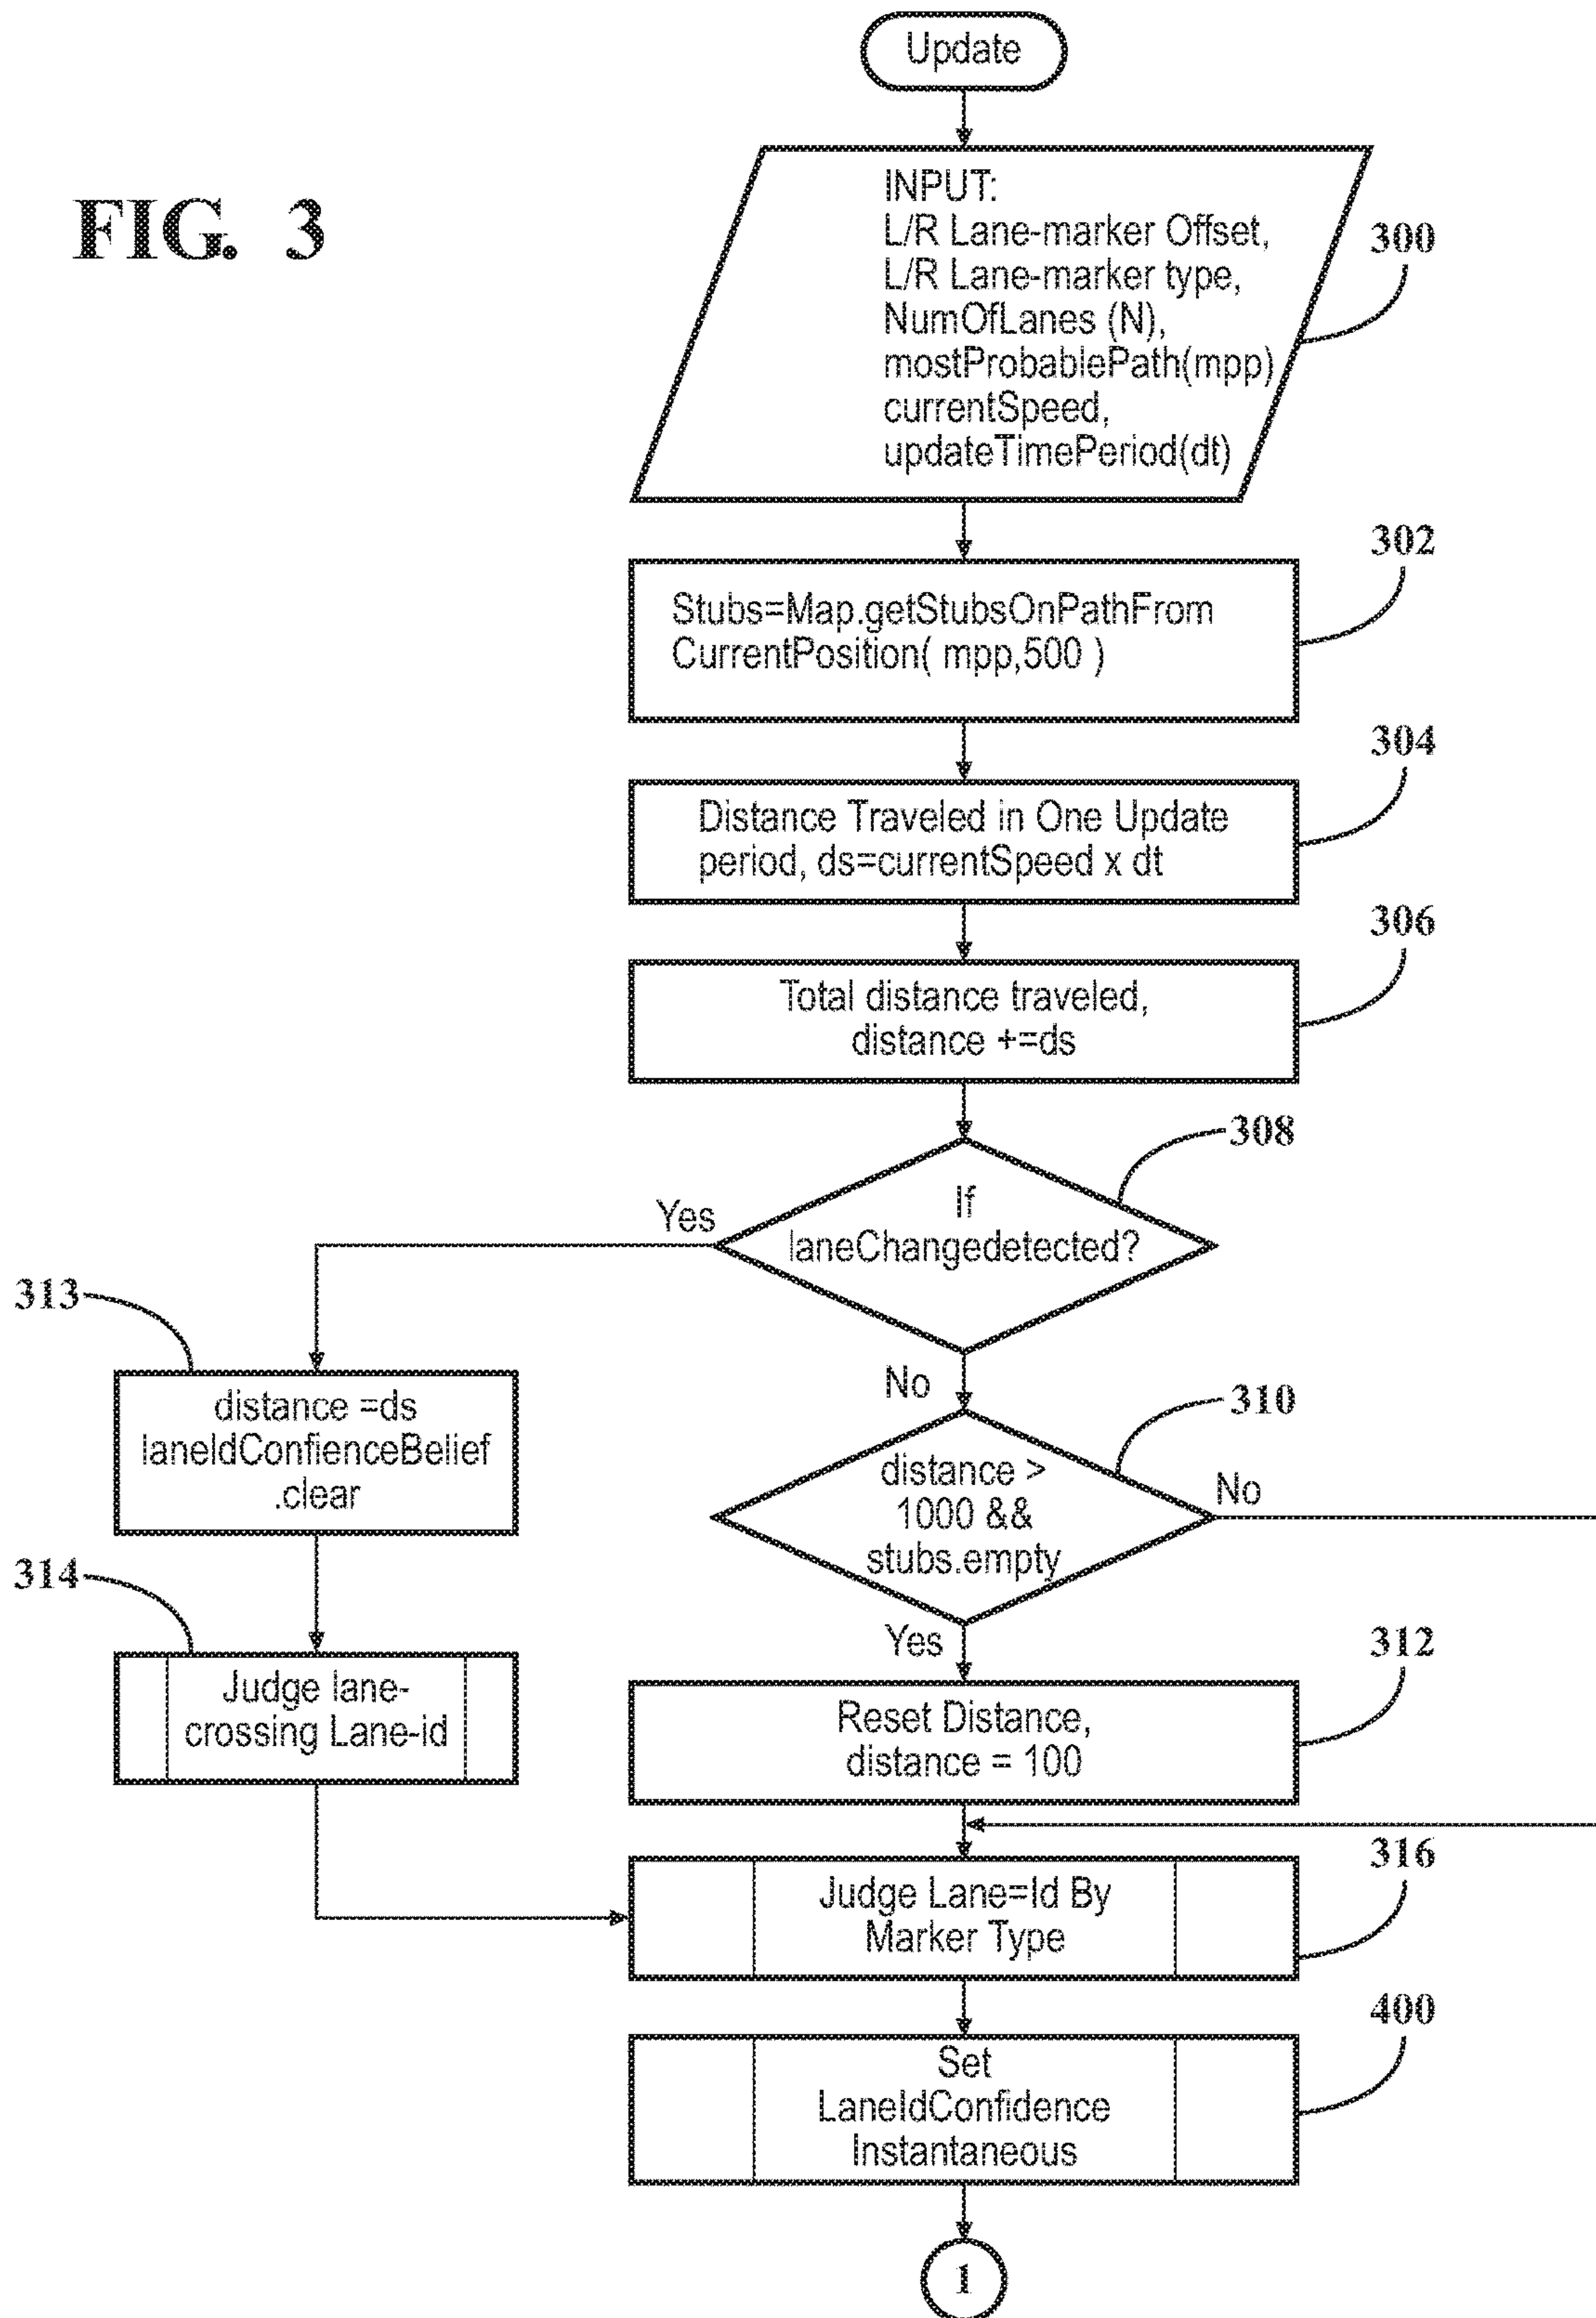 Update
FIG. 3
INPUT:
L/R Lane-marker Offset,
L/R Lane-marker type,
NumOfLanes (N),
mostProbablePath(mpp)
currentSpeed,
updateTimePeriod(dt)
300
302
Stubs=Map.getStubsOnPathFrom
CurrentPosition( mpp,500 )
304
Distance Traveled in One Update
period, ds=currentSpeed x dt
306
Total distance traveled,
distance +=ds
308
If
laneChangedetected?
Yes
No
313
distance =ds
laneIdConfienceBelief
.clear
310
distance >
1000 &&
stubs.empty
No
Yes
314
Judge lane-
crossing Lane-id
312
Reset Distance,
distance = 100
316
Judge Lane=Id By
Marker Type
400
Set
LaneIdConfidence
Instantaneous
1